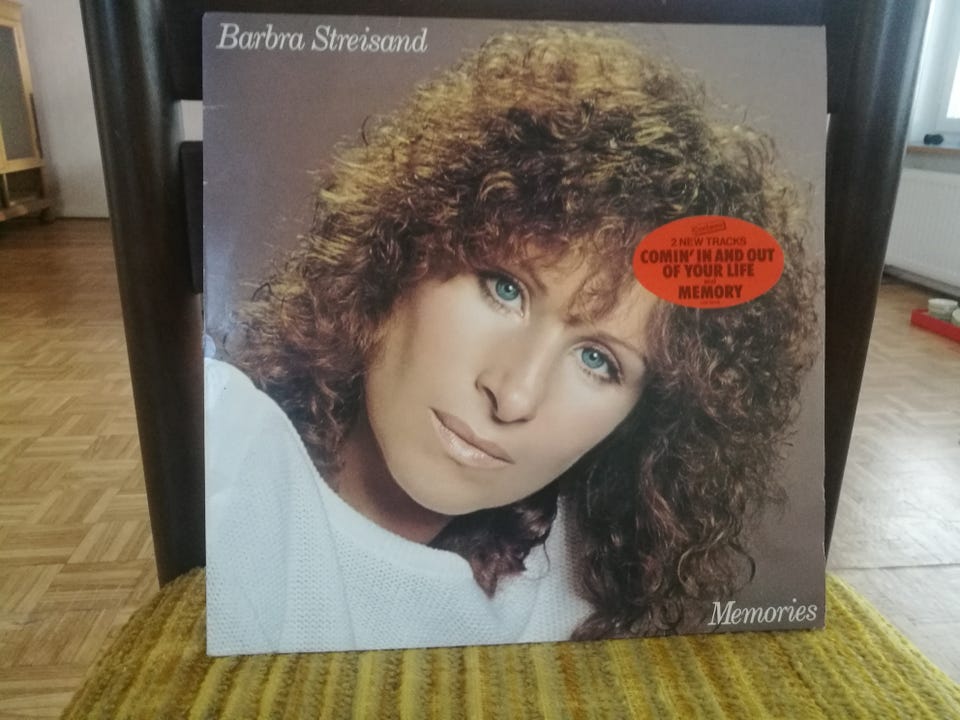 Barbra Streisand
2 NEW TRACKS
COMIN' IN AND OUT
OF YOUR LIFE
MEMORY
Memories